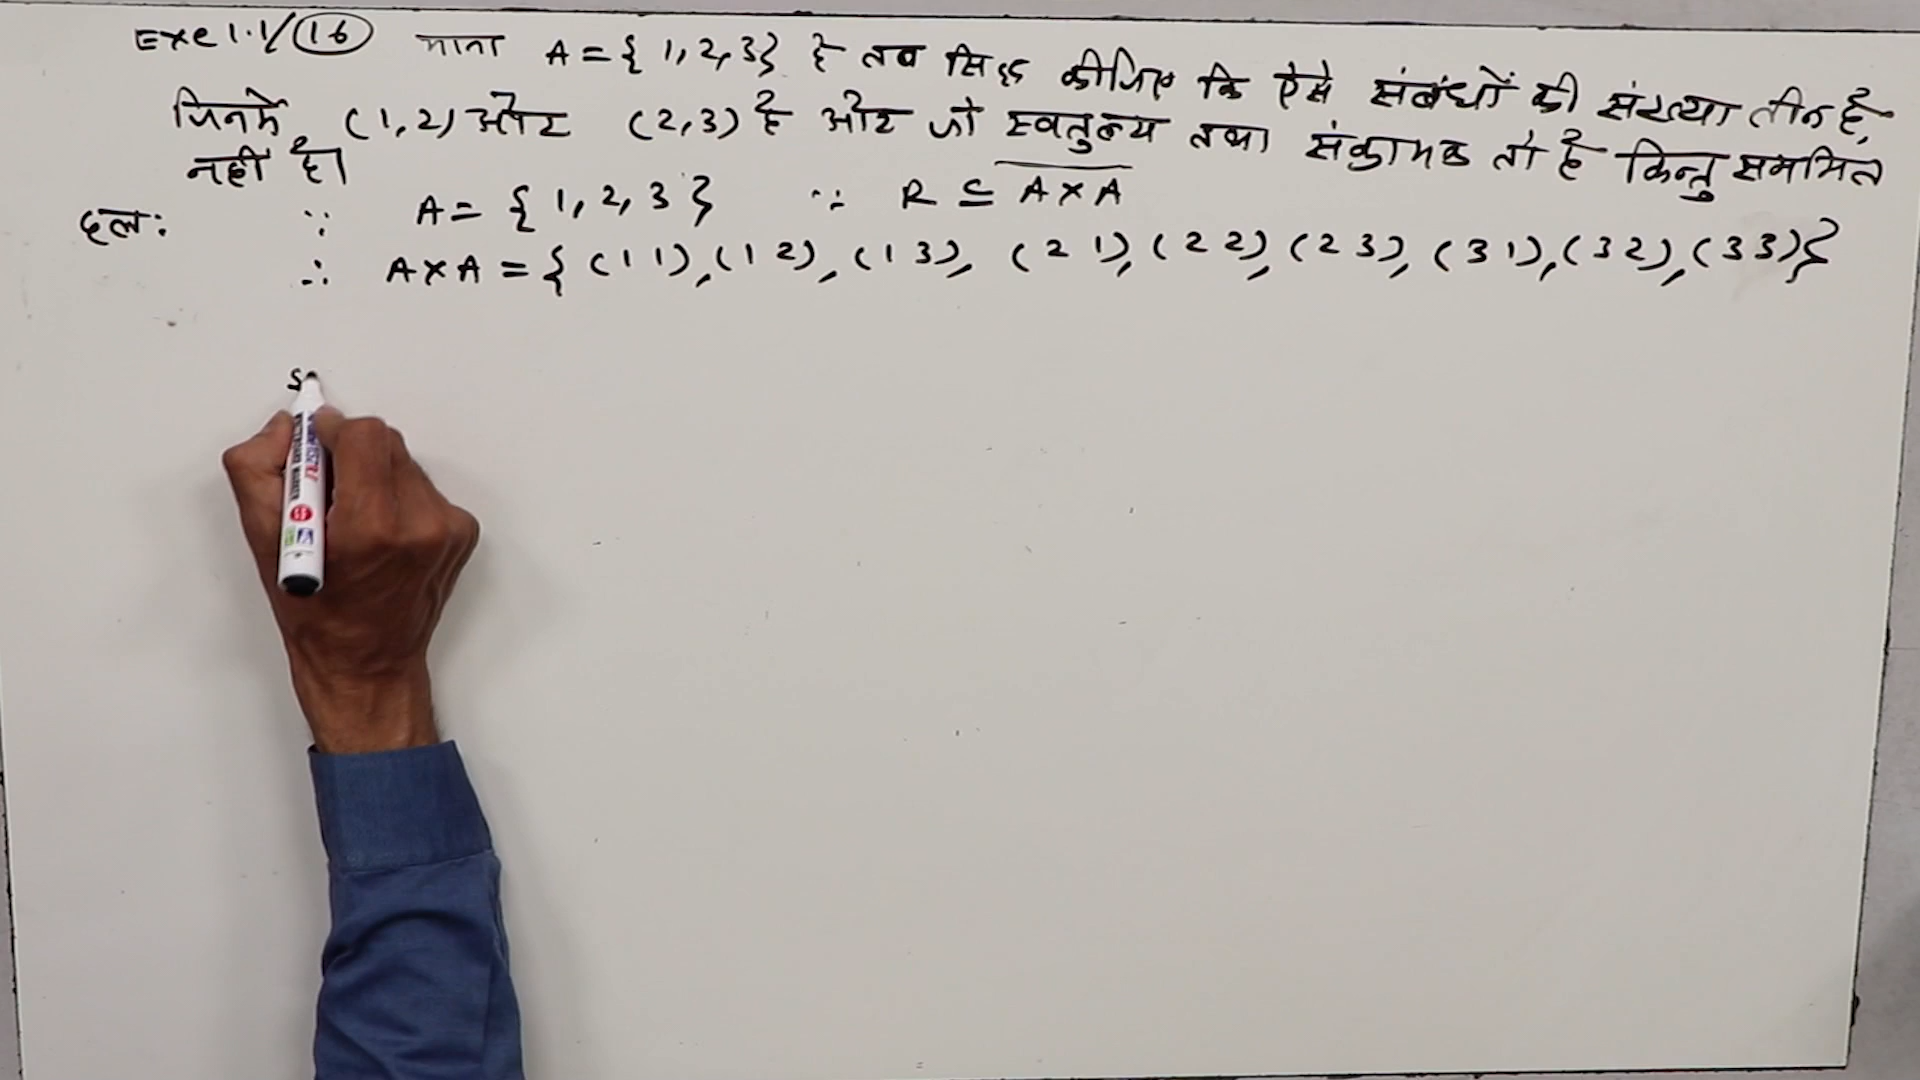 Exe 1.1/16 माना A = { 1, 2, 3} है तब सिद्ध कीजिए कि ऐसे संबंधों की संख्या तीन है,
जिनमें (1,2) और (2,3) है और जो स्वतुल्य तथा संक्रामक तो है किन्तु सममित
नहीं है।
हल: ∵ A = { 1, 2, 3 } ∵ R ⊆ A × A
∴ A × A = { (1 1), (1 2), (1 3), (2 1), (2 2), (2 3), (3 1), (3 2), (3 3)}